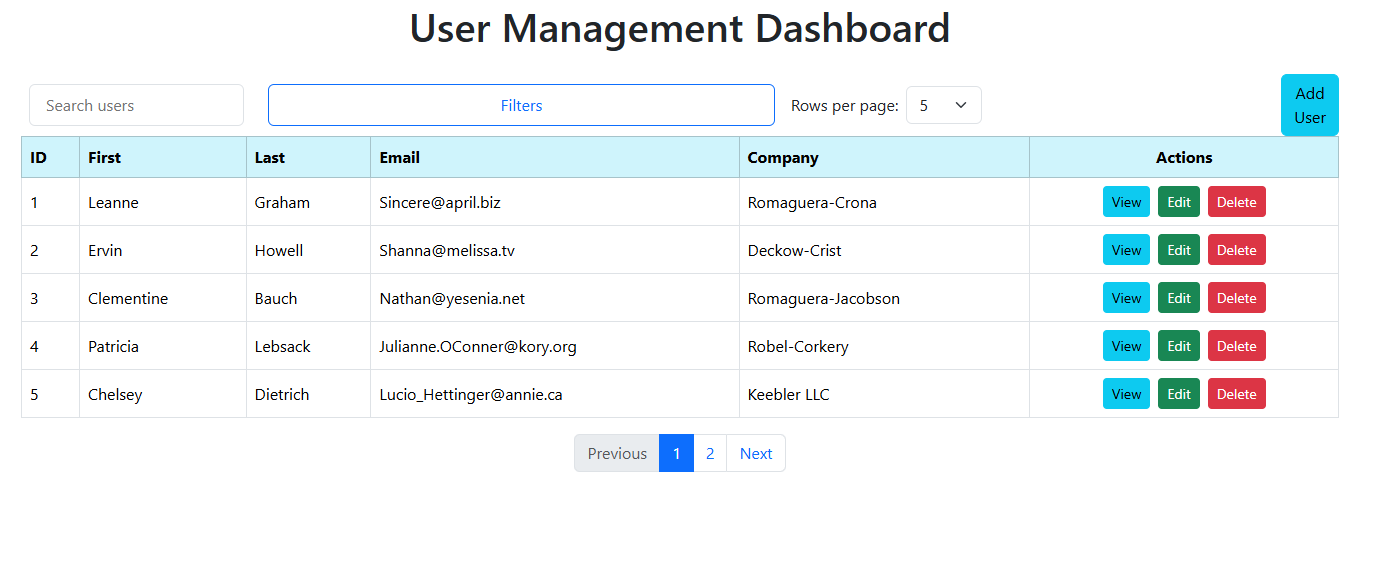 User Management Dashboard
Search users Filters Rows per page: 5 Add User
ID First Last Email Company Actions
1 Leanne Graham Sincere@april.biz Romaguera-Crona View Edit Delete
2 Ervin Howell Shanna@melissa.tv Deckow-Crist View Edit Delete
3 Clementine Bauch Nathan@yesenia.net Romaguera-Jacobson View Edit Delete
4 Patricia Lebsack Julianne.OConner@kory.org Robel-Corkery View Edit Delete
5 Chelsey Dietrich Lucio_Hettinger@annie.ca Keebler LLC View Edit Delete
Previous 1 2 Next